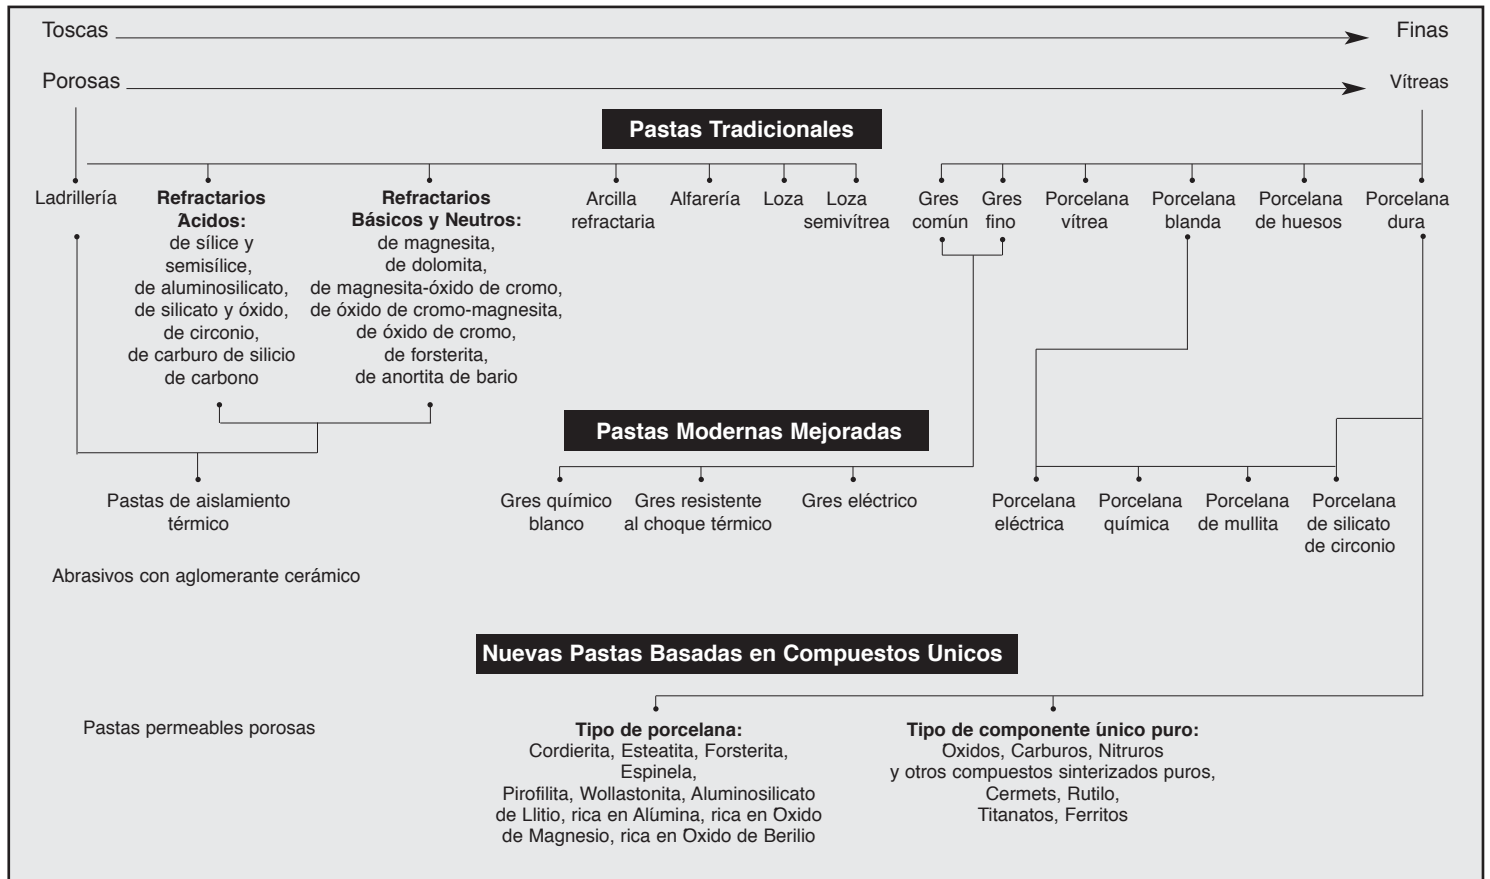 Toscas
Finas
Porosas
Vítreas
Pastas Tradicionales
Ladrillería
Refractarios
Ácidos:
de sílice y
semisílice,
de aluminosilicato,
de silicato y óxido,
de circonio,
de carburo de silicio
de carbono
Refractarios
Básicos y Neutros:
de magnesita,
de dolomita,
de magnesita-óxido de cromo,
de óxido de cromo-magnesita,
de óxido de cromo,
de forsterita,
de anortita de bario
Arcilla
refractaria
Alfarería
Loza
Loza
semivítrea
Gres
común
Gres
fino
Porcelana
vítrea
Porcelana
blanda
Porcelana
de huesos
Porcelana
dura
Pastas Modernas Mejoradas
Pastas de aislamiento
térmico
Gres químico
blanco
Gres resistente
al choque térmico
Gres eléctrico
Porcelana
eléctrica
Porcelana
química
Porcelana
de mullita
Porcelana
de silicato
de circonio
Abrasivos con aglomerante cerámico
Nuevas Pastas Basadas en Compuestos Únicos
Pastas permeables porosas
Tipo de porcelana:
Cordierita, Esteatita, Forsterita,
Espinela,
Pirofilita, Wollastonita, Aluminosilicato
de Llitio, rica en Alúmina, rica en Óxido
de Magnesio, rica en Óxido de Berilio
Tipo de componente único puro:
Óxidos, Carburos, Nitruros
y otros compuestos sinterizados puros,
Cermets, Rutilo,
Titanatos, Ferritos